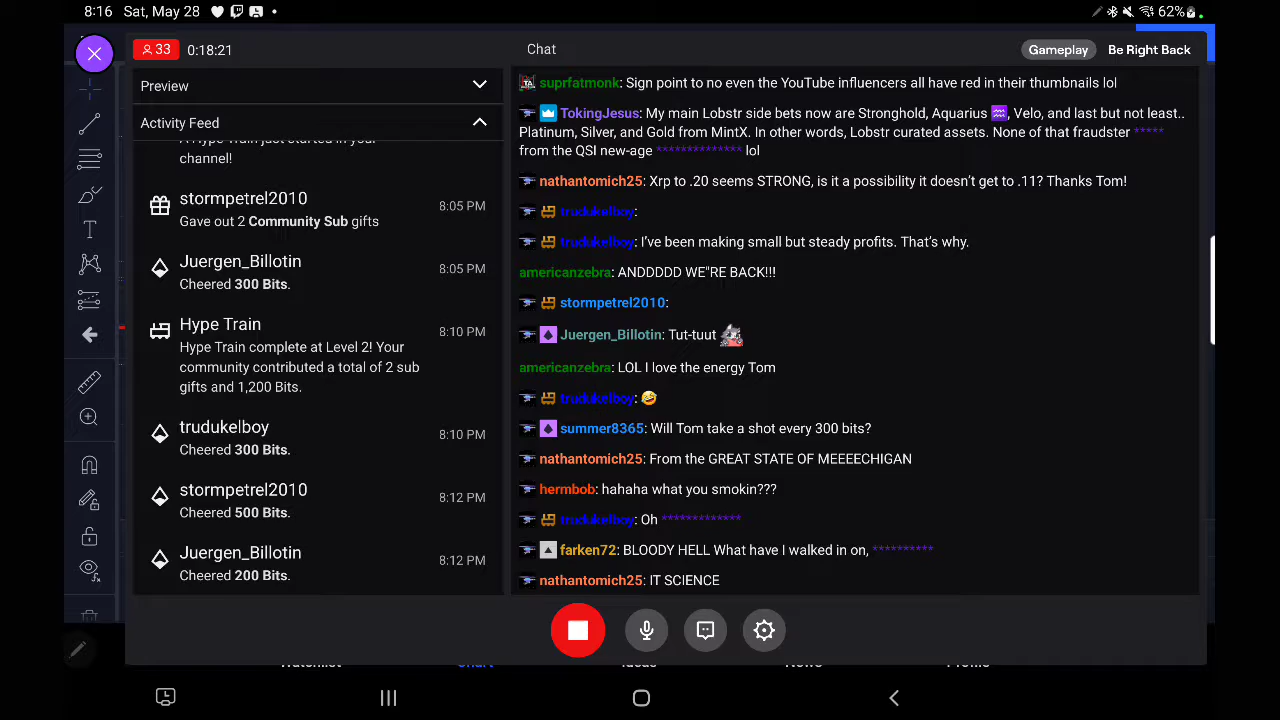 8:16 Sat, May 28
62%
33 0:18:21
Chat
Gameplay
Be Right Back
Preview
Activity Feed
A Hype Train just started in your
channel!
stormpetrel2010
Gave out 2 Community Sub gifts
8:05 PM
Juergen_Billotin
Cheered 300 Bits.
8:05 PM
Hype Train
Hype Train complete at Level 2! Your
community contributed a total of 2 sub
gifts and 1,200 Bits.
8:10 PM
trudukelboy
Cheered 300 Bits.
8:10 PM
stormpetrel2010
Cheered 500 Bits.
8:12 PM
Juergen_Billotin
Cheered 200 Bits.
8:12 PM
suprfatmonk: Sign point to no even the YouTube influencers all have red in their thumbnails lol
TokingJesus: My main Lobstr side bets now are Stronghold, Aquarius ♒, Velo, and last but not least..
Platinum, Silver, and Gold from MintX. In other words, Lobstr curated assets. None of that fraudster *****
from the QSI new-age ************** lol
nathantomich25: Xrp to .20 seems STRONG, is it a possibility it doesn't get to .11? Thanks Tom!
trudukelboy:
trudukelboy: I've been making small but steady profits. That's why.
americanzebra: ANDDDDD WE"RE BACK!!!
stormpetrel2010:
Juergen_Billotin: Tut-tuut
americanzebra: LOL I love the energy Tom
trudukelboy: 🤣
summer8365: Will Tom take a shot every 300 bits?
nathantomich25: From the GREAT STATE OF MEEEECHIGAN
hermbob: hahaha what you smokin???
trudukelboy: Oh *************
farken72: BLOODY HELL What have I walked in on, **********
nathantomich25: IT SCIENCE
Watchlist
Chart
Ideas
News
Profile